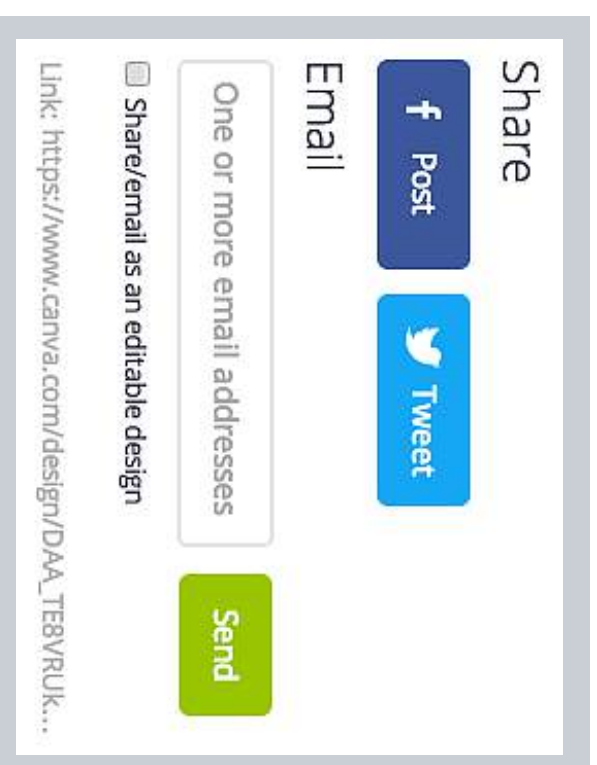 Share
f Post Tweet
Email
One or more email addresses Send
Share/email as an editable design
Link: https://www.canva.com/design/DAA_TE8VRUk...